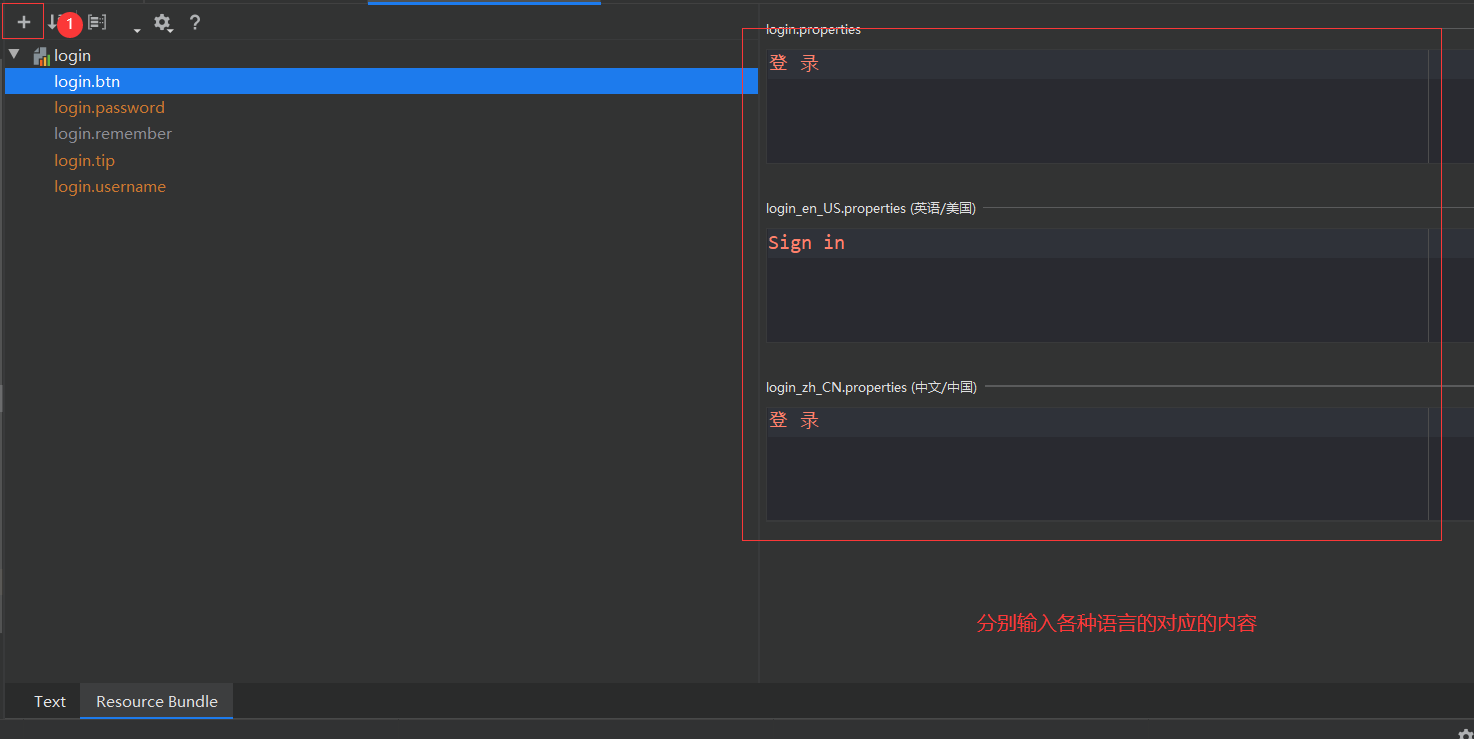 1
?
login
login.btn
login.password
login.remember
login.tip
login.username
login.properties
登 录
login_en_US.properties (英语/美国)
Sign in
login_zh_CN.properties (中文/中国)
登 录
分别输入各种语言的对应的内容
Text
Resource Bundle